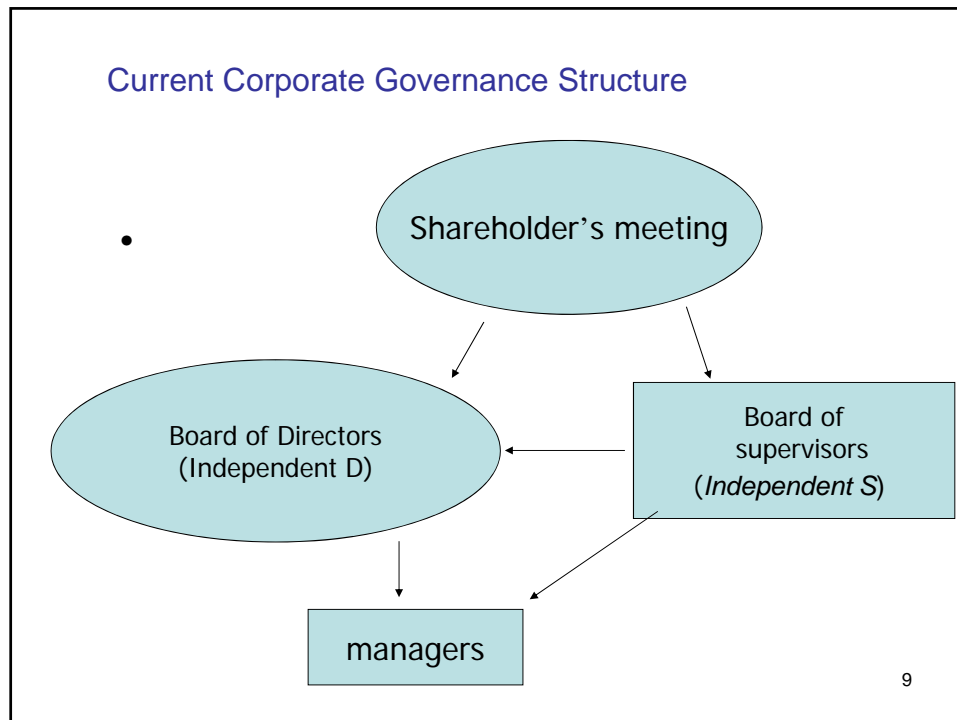 Current Corporate Governance Structure
•
Shareholder’s meeting
Board of Directors
(Independent D)
Board of
supervisors
(Independent S)
managers
9